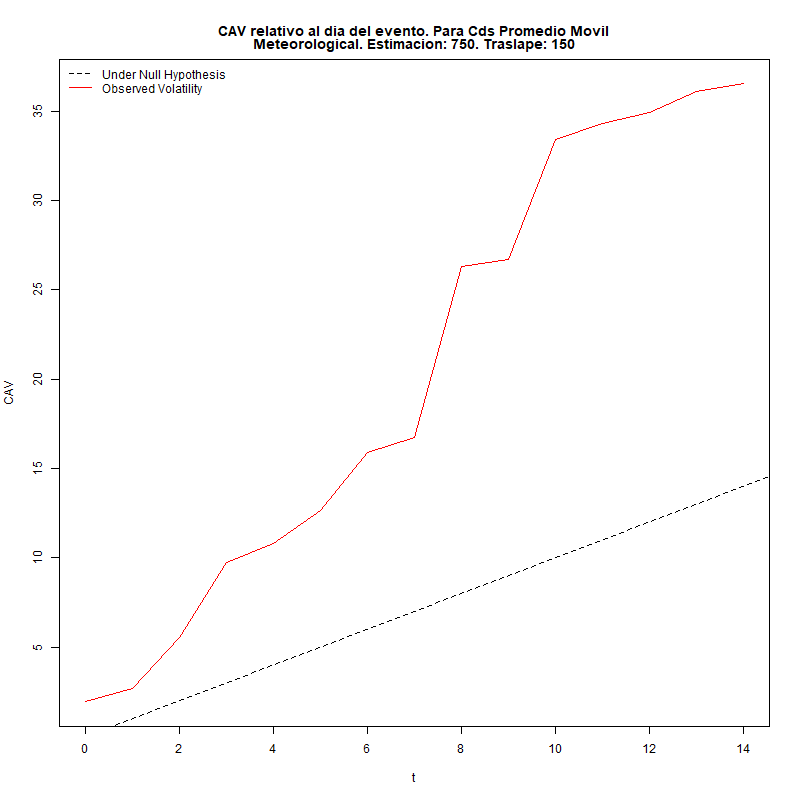 CAV relativo al dia del evento. Para Cds Promedio Movil
Meteorological. Estimacion: 750. Traslape: 150
Under Null Hypothesis
Observed Volatility
35
30
25
20
15
10
5
CAV
0 2 4 6 8 10 12 14
t